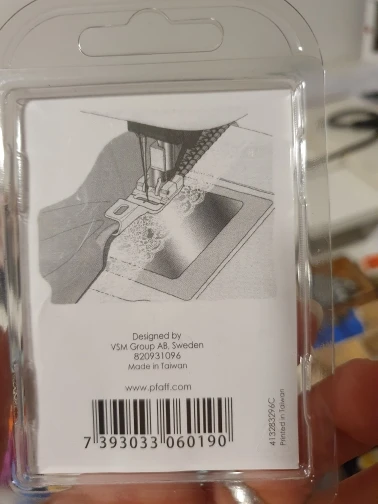 Designed by
VSM Group AB, Sweden
820931096
Made in Taiwan
www.pfaff.com
7 393033 060190
413283296C
Printed in Taiwan